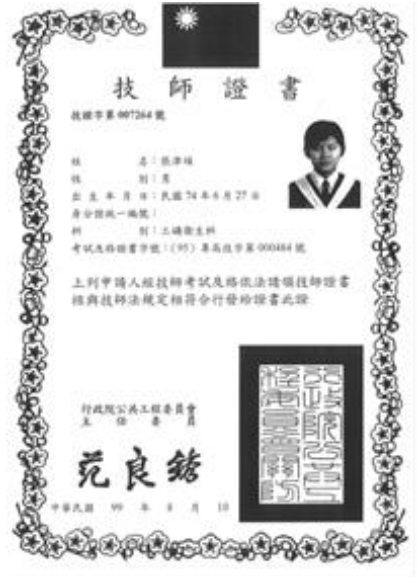 技師證書
技證字第007264號
姓 名：張
性 別：男
出生年月日：民國74年6月27日
身分證統一編號：
科 別：工礦衛生科
考試及格證書字號：(95)專高技字第000464號
上列申請人經技師考試及格依法請領技師證書
核與技師法規定相符合行發給證書此證
行政院公共工程委員會
主任委員
范良銹
中華民國 99 年 8 月 10